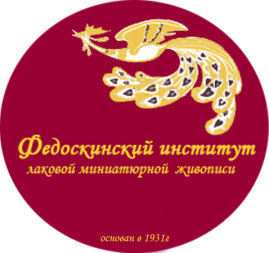 Федоскинский институт
лаковой миниатюрной живописи
основан в 1931г